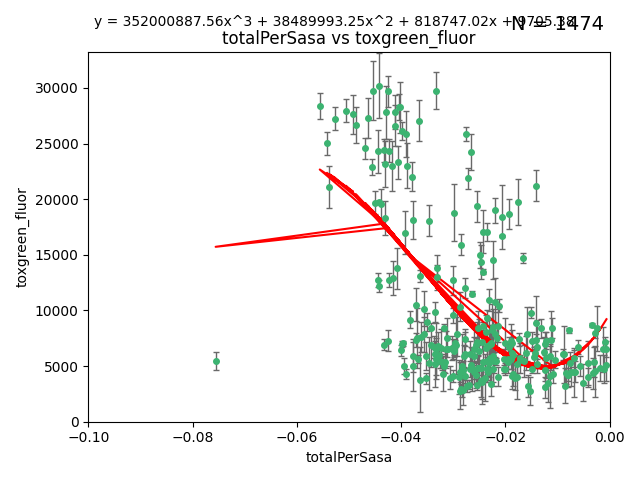 y = 352000887.56x^3 + 38489993.25x^2 + 818747.02x +
N = 1474
totalPerSasa vs toxgreen_fluor
30000
25000
20000
15000
10000
5000
0
toxgreen_fluor
−0.10 −0.08 −0.06 −0.04 −0.02 0.00
totalPerSasa